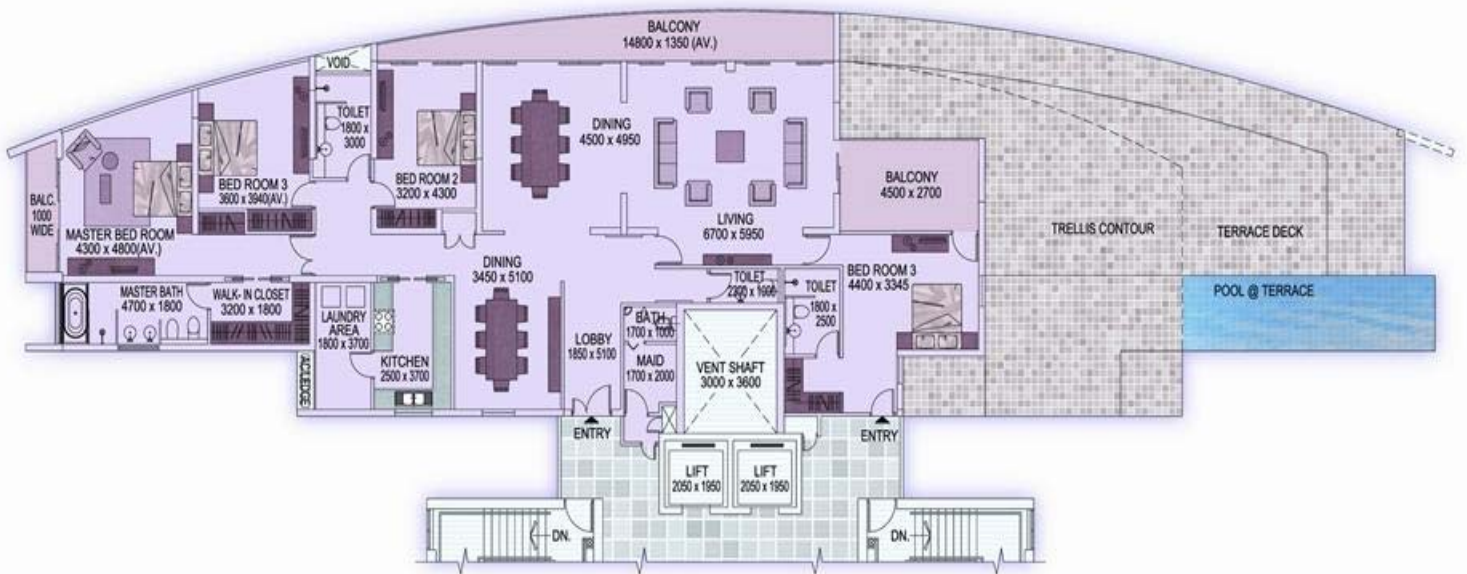 BALCONY
14800 x 1350 (AV.)
VOID
TOILET
1800 x
3000
DINING
4500 x 4950
BED ROOM 3
3600 x 3940(AV.)
BED ROOM 2
3200 x 4300
BALCONY
4500 x 2700
BALC.
1000
WIDE
MASTER BED ROOM
4300 x 4800(AV.)
LIVING
6700 x 5950
TRELLIS CONTOUR
TERRACE DECK
DINING
3450 x 5100
TOILET
2300 x 1900
BED ROOM 3
4400 x 3345
MASTER BATH
4700 x 1800
WALK- IN CLOSET
3200 x 1800
TOILET
1800 x
2500
POOL @ TERRACE
LAUNDRY
AREA
1800 x 3700
BATH
1700 x 1000
LOBBY
1850 x 5100
KITCHEN
2500 x 3700
MAID
1700 x 2000
VENT SHAFT
3000 x 3600
ENTRY
ENTRY
LIFT
2050 x 1950
LIFT
2050 x 1950
DN.
DN.